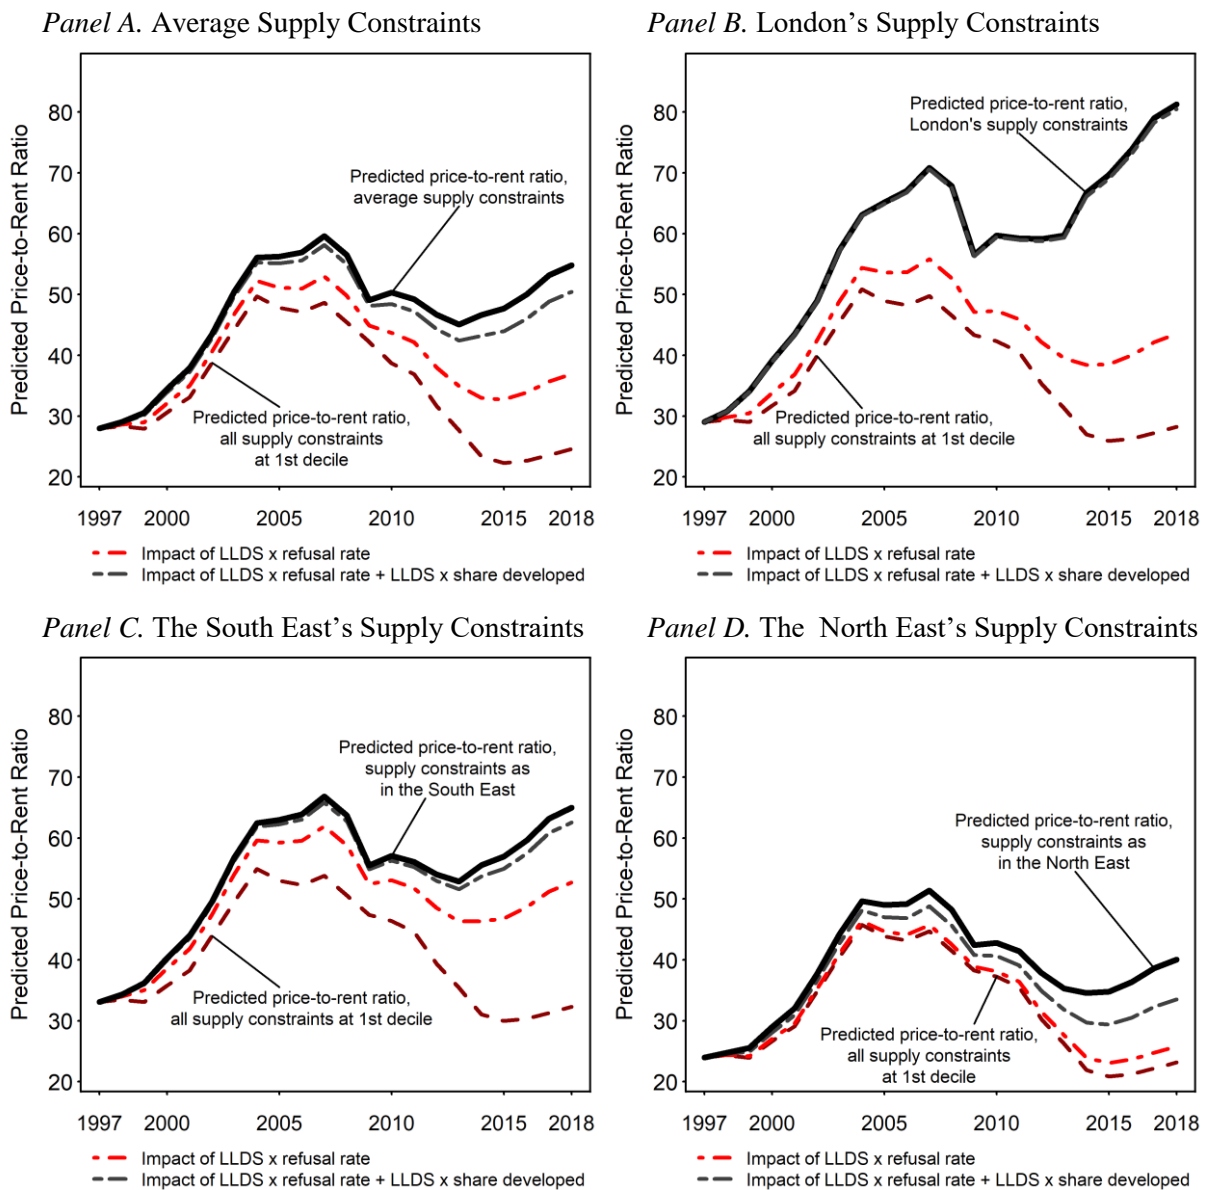 Panel A. Average Supply Constraints
Predicted Price-to-Rent Ratio
80
70
60
50
40
30
20
Predicted price-to-rent ratio,
average supply constraints
Predicted price-to-rent ratio,
all supply constraints
at 1st decile
1997 2000 2005 2010 2015 2018
Impact of LLDS x refusal rate
Impact of LLDS x refusal rate + LLDS x share developed
Panel B. London's Supply Constraints
Predicted Price-to-Rent Ratio
80
70
60
50
40
30
20
Predicted price-to-rent ratio,
London's supply constraints
Predicted price-to-rent ratio,
all supply constraints at 1st decile
1997 2000 2005 2010 2015 2018
Impact of LLDS x refusal rate
Impact of LLDS x refusal rate + LLDS x share developed
Panel C. The South East's Supply Constraints
Predicted Price-to-Rent Ratio
80
70
60
50
40
30
20
Predicted price-to-rent ratio,
supply constraints as
in the South East
Predicted price-to-rent ratio,
all supply constraints at 1st decile
1997 2000 2005 2010 2015 2018
Impact of LLDS x refusal rate
Impact of LLDS x refusal rate + LLDS x share developed
Panel D. The North East's Supply Constraints
Predicted Price-to-Rent Ratio
80
70
60
50
40
30
20
Predicted price-to-rent ratio,
supply constraints as
in the North East
Predicted price-to-rent ratio,
all supply constraints
at 1st decile
1997 2000 2005 2010 2015 2018
Impact of LLDS x refusal rate
Impact of LLDS x refusal rate + LLDS x share developed